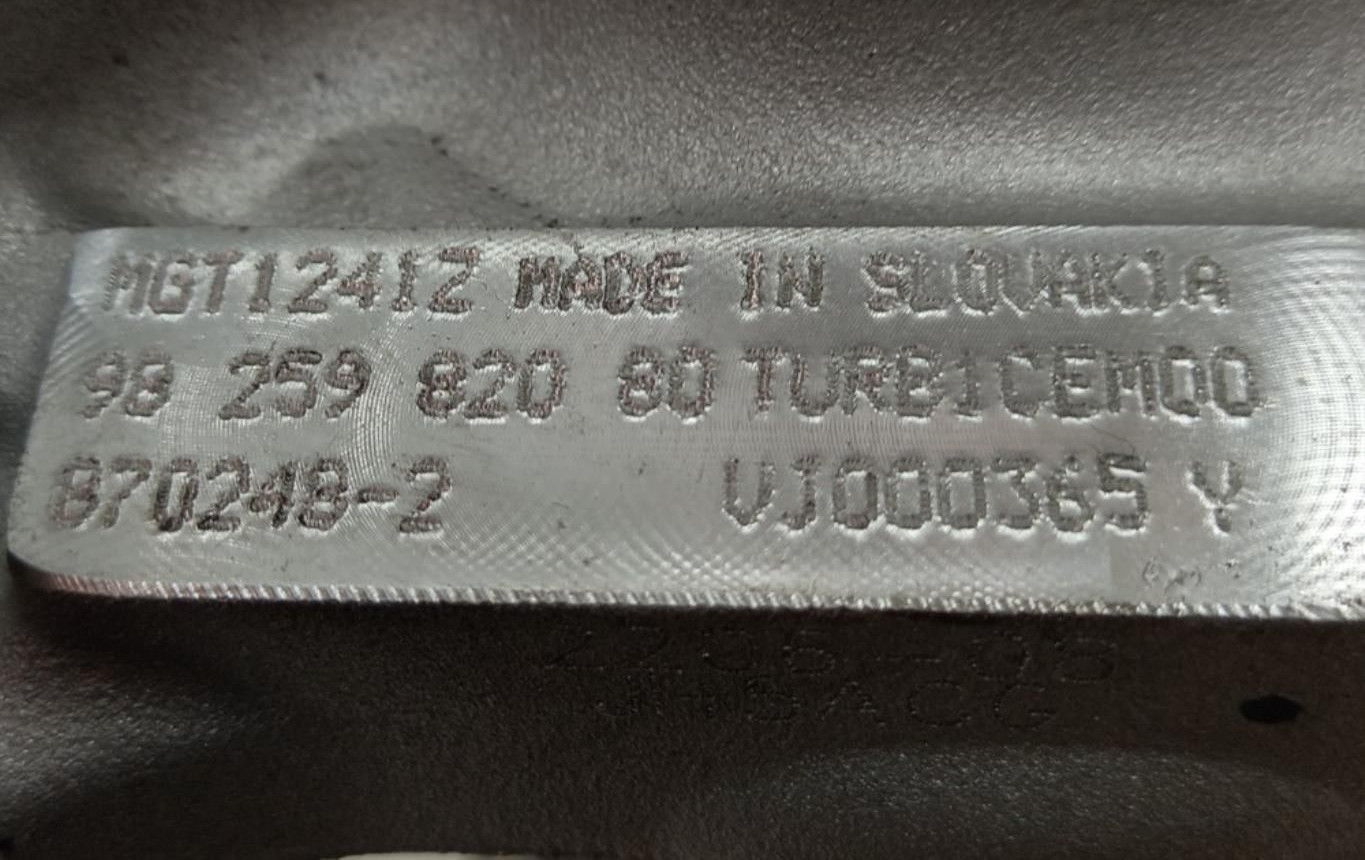 MGT1241Z MADE IN SLOVAKIA
98 259 820 80 TURBICEM00
870248-2 VJ000365 Y